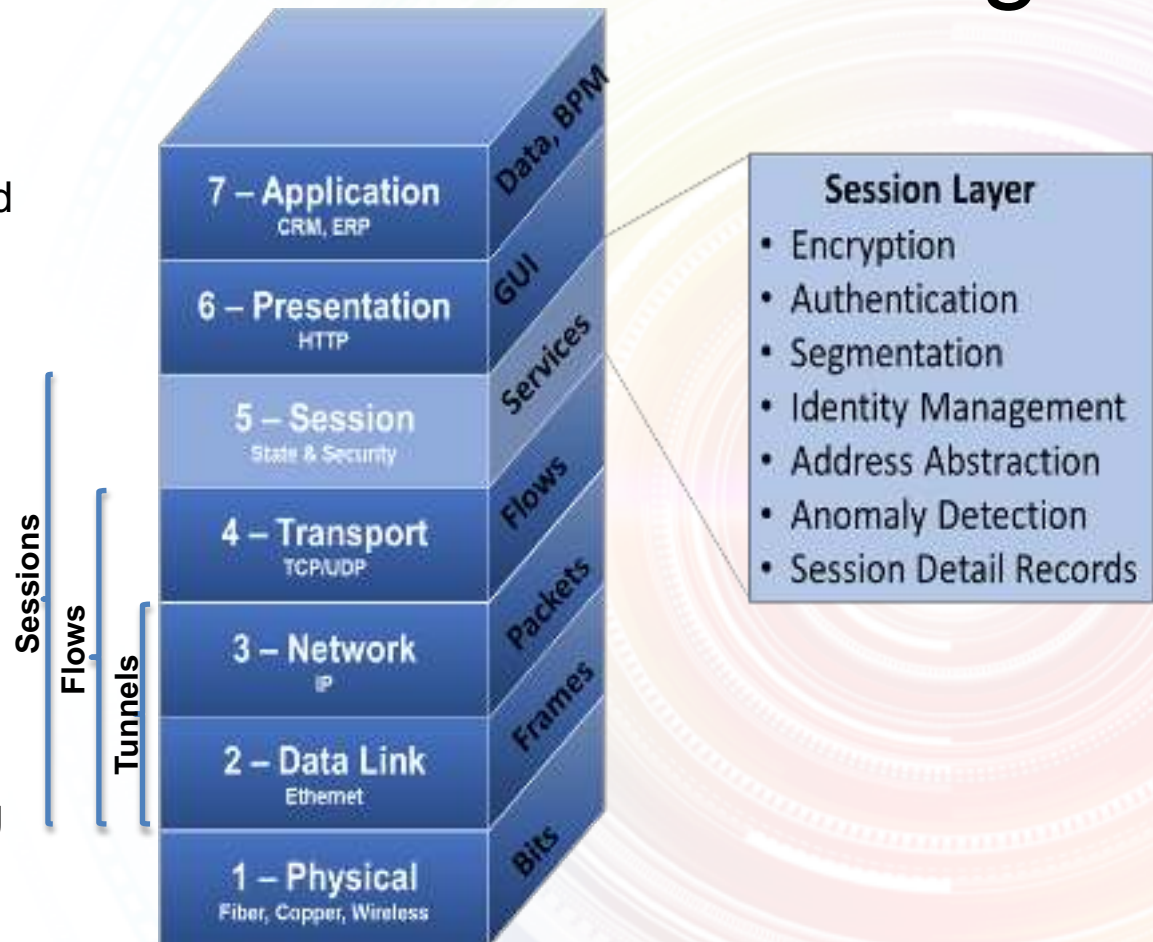 g
d
g
7 – Application
CRM, ERP
Data, BPM
6 – Presentation
HTTP
GUI
5 – Session
State & Security
Services
4 – Transport
TCP/UDP
Flows
3 – Network
IP
Packets
2 – Data Link
Ethernet
Frames
1 – Physical
Fiber, Copper, Wireless
Bits
Sessions
Flows
Tunnels
Session Layer
• Encryption
• Authentication
• Segmentation
• Identity Management
• Address Abstraction
• Anomaly Detection
• Session Detail Records